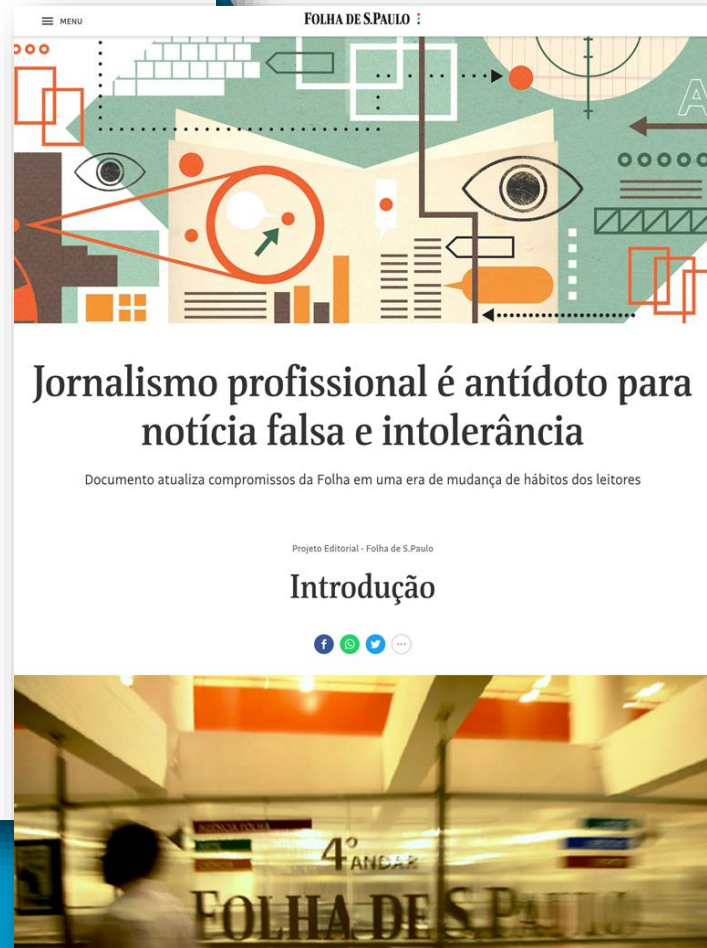 MENU
FOLHA DE S.PAULO
A
Jornalismo profissional é antídoto para
notícia falsa e intolerância
Documento atualiza compromissos da Folha em uma era de mudança de hábitos dos leitores
Projeto Editorial - Folha de S.Paulo
Introdução
4º ANDAR
FOLHA DE S.PAULO